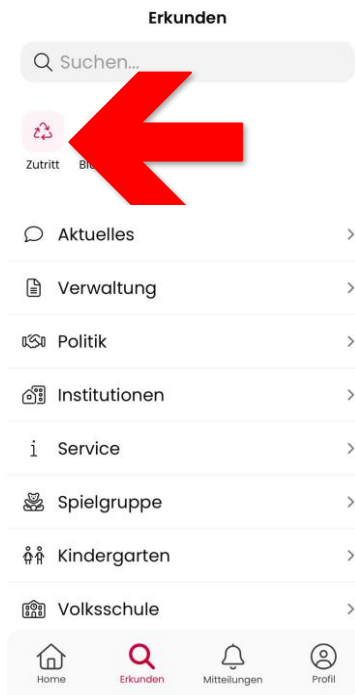 Erkunden
Suchen...
Zutritt
Aktuelles
Verwaltung
Politik
Institutionen
Service
Spielgruppe
Kindergarten
Volksschule
Home Erkunden Mitteilungen Profil